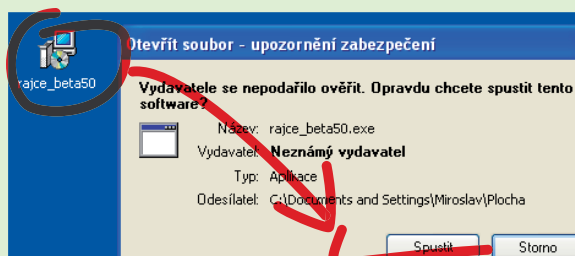 rajce_beta50
Otevřít soubor - upozornění zabezpečení
Vydavatele se nepodařilo ověřit. Opravdu chcete spustit tento
software?
Název: rajce_beta50.exe
Vydavatel: Neznámý vydavatel
Typ: Aplikace
Odesílatel: C:\Documents and Settings\Miroslav\Plocha
Spustit Storno